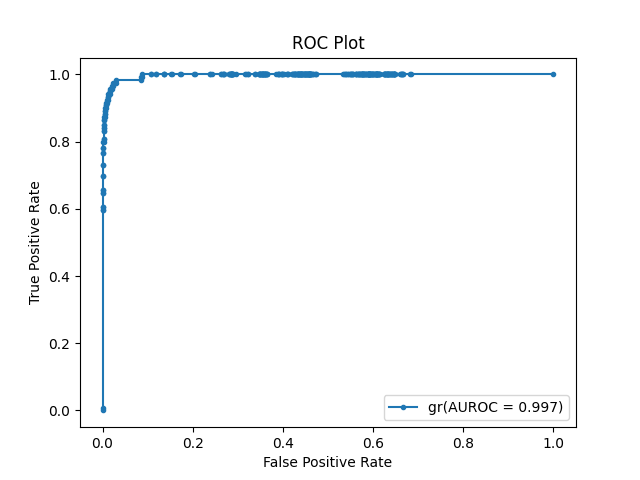 ROC Plot
True Positive Rate
1.0
0.8
0.6
0.4
0.2
0.0
gr(AUROC = 0.997)
0.0 0.2 0.4 0.6 0.8 1.0
False Positive Rate